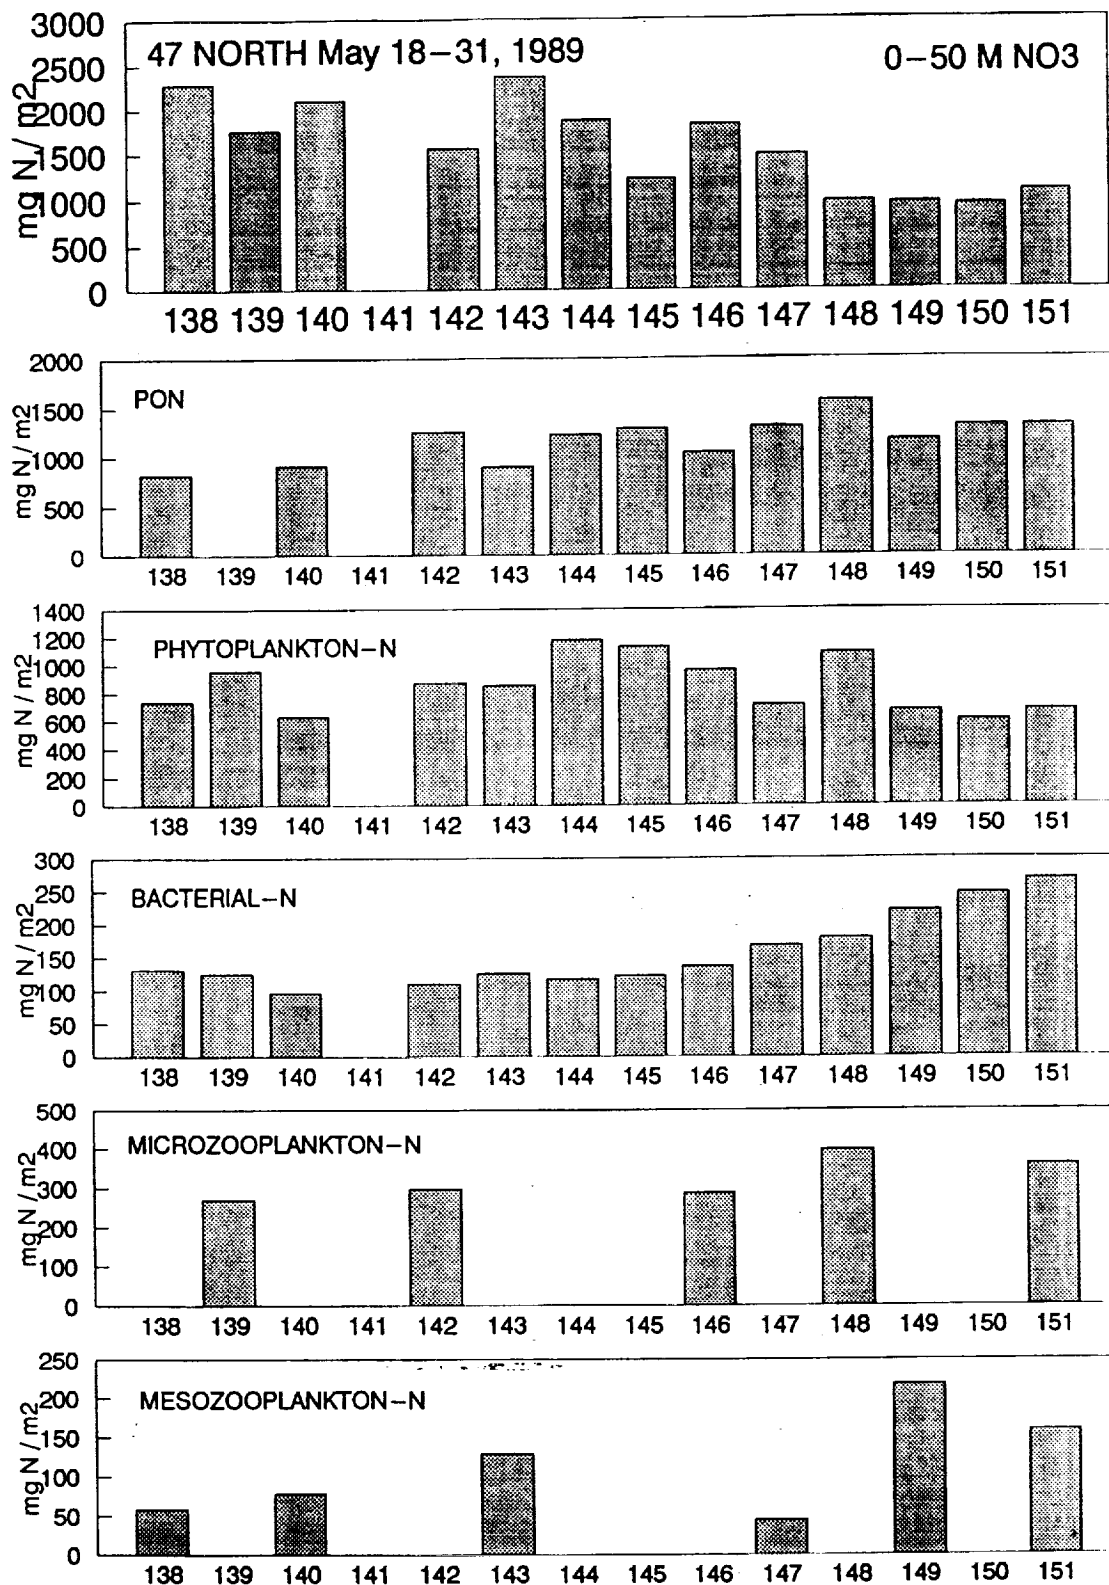 47 NORTH May 18-31, 1989 0-50 M NO3
mg N / m2
3000
2500
2000
1500
1000
500
0
138 139 140 141 142 143 144 145 146 147 148 149 150 151
PON
mg N / m2
2000
1500
1000
500
0
138 139 140 141 142 143 144 145 146 147 148 149 150 151
PHYTOPLANKTON-N
mg N / m2
1400
1200
1000
800
600
400
200
0
138 139 140 141 142 143 144 145 146 147 148 149 150 151
BACTERIAL-N
mg N / m2
300
250
200
150
100
50
0
138 139 140 141 142 143 144 145 146 147 148 149 150 151
MICROZOOPLANKTON-N
mg N / m2
500
400
300
200
100
0
138 139 140 141 142 143 144 145 146 147 148 149 150 151
MESOZOOPLANKTON-N
mg N / m2
250
200
150
100
50
0
138 139 140 141 142 143 144 145 146 147 148 149 150 151